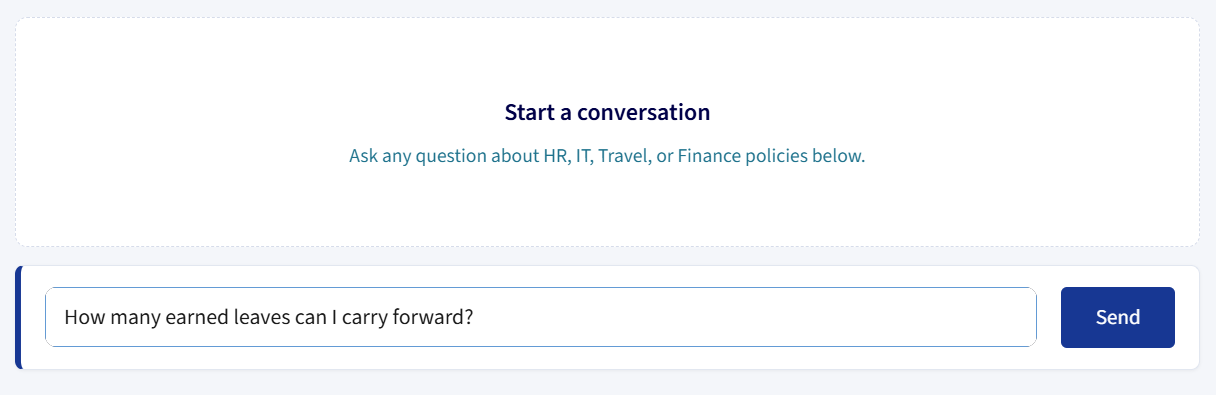 Start a conversation
Ask any question about HR, IT, Travel, or Finance policies below.
How many earned leaves can I carry forward?
Send